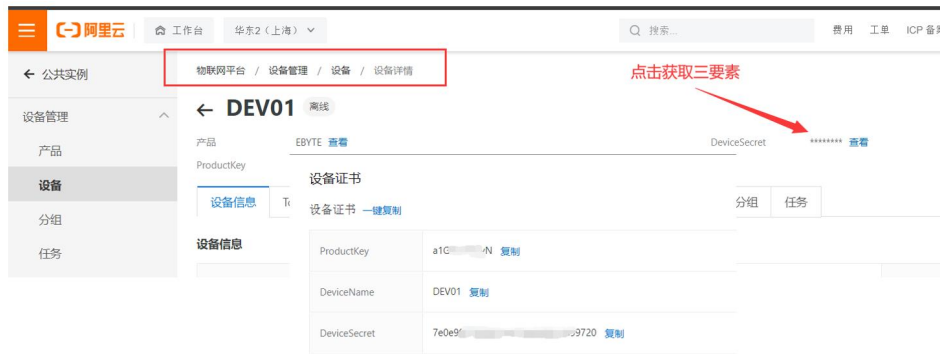 阿里云 工作台 华东2（上海） 搜索... 费用 工单 ICP 备
公共实例
物联网平台 / 设备管理 / 设备 / 设备详情
点击获取三要素
设备管理
DEV01 离线
产品 EBYTE 查看 DeviceSecret ******** 查看
产品
ProductKey
设备证书
设备
设备信息 分组 任务
设备证书 一键复制
分组
设备信息
任务
ProductKey 复制
DeviceName DEV01 复制
DeviceSecret 复制